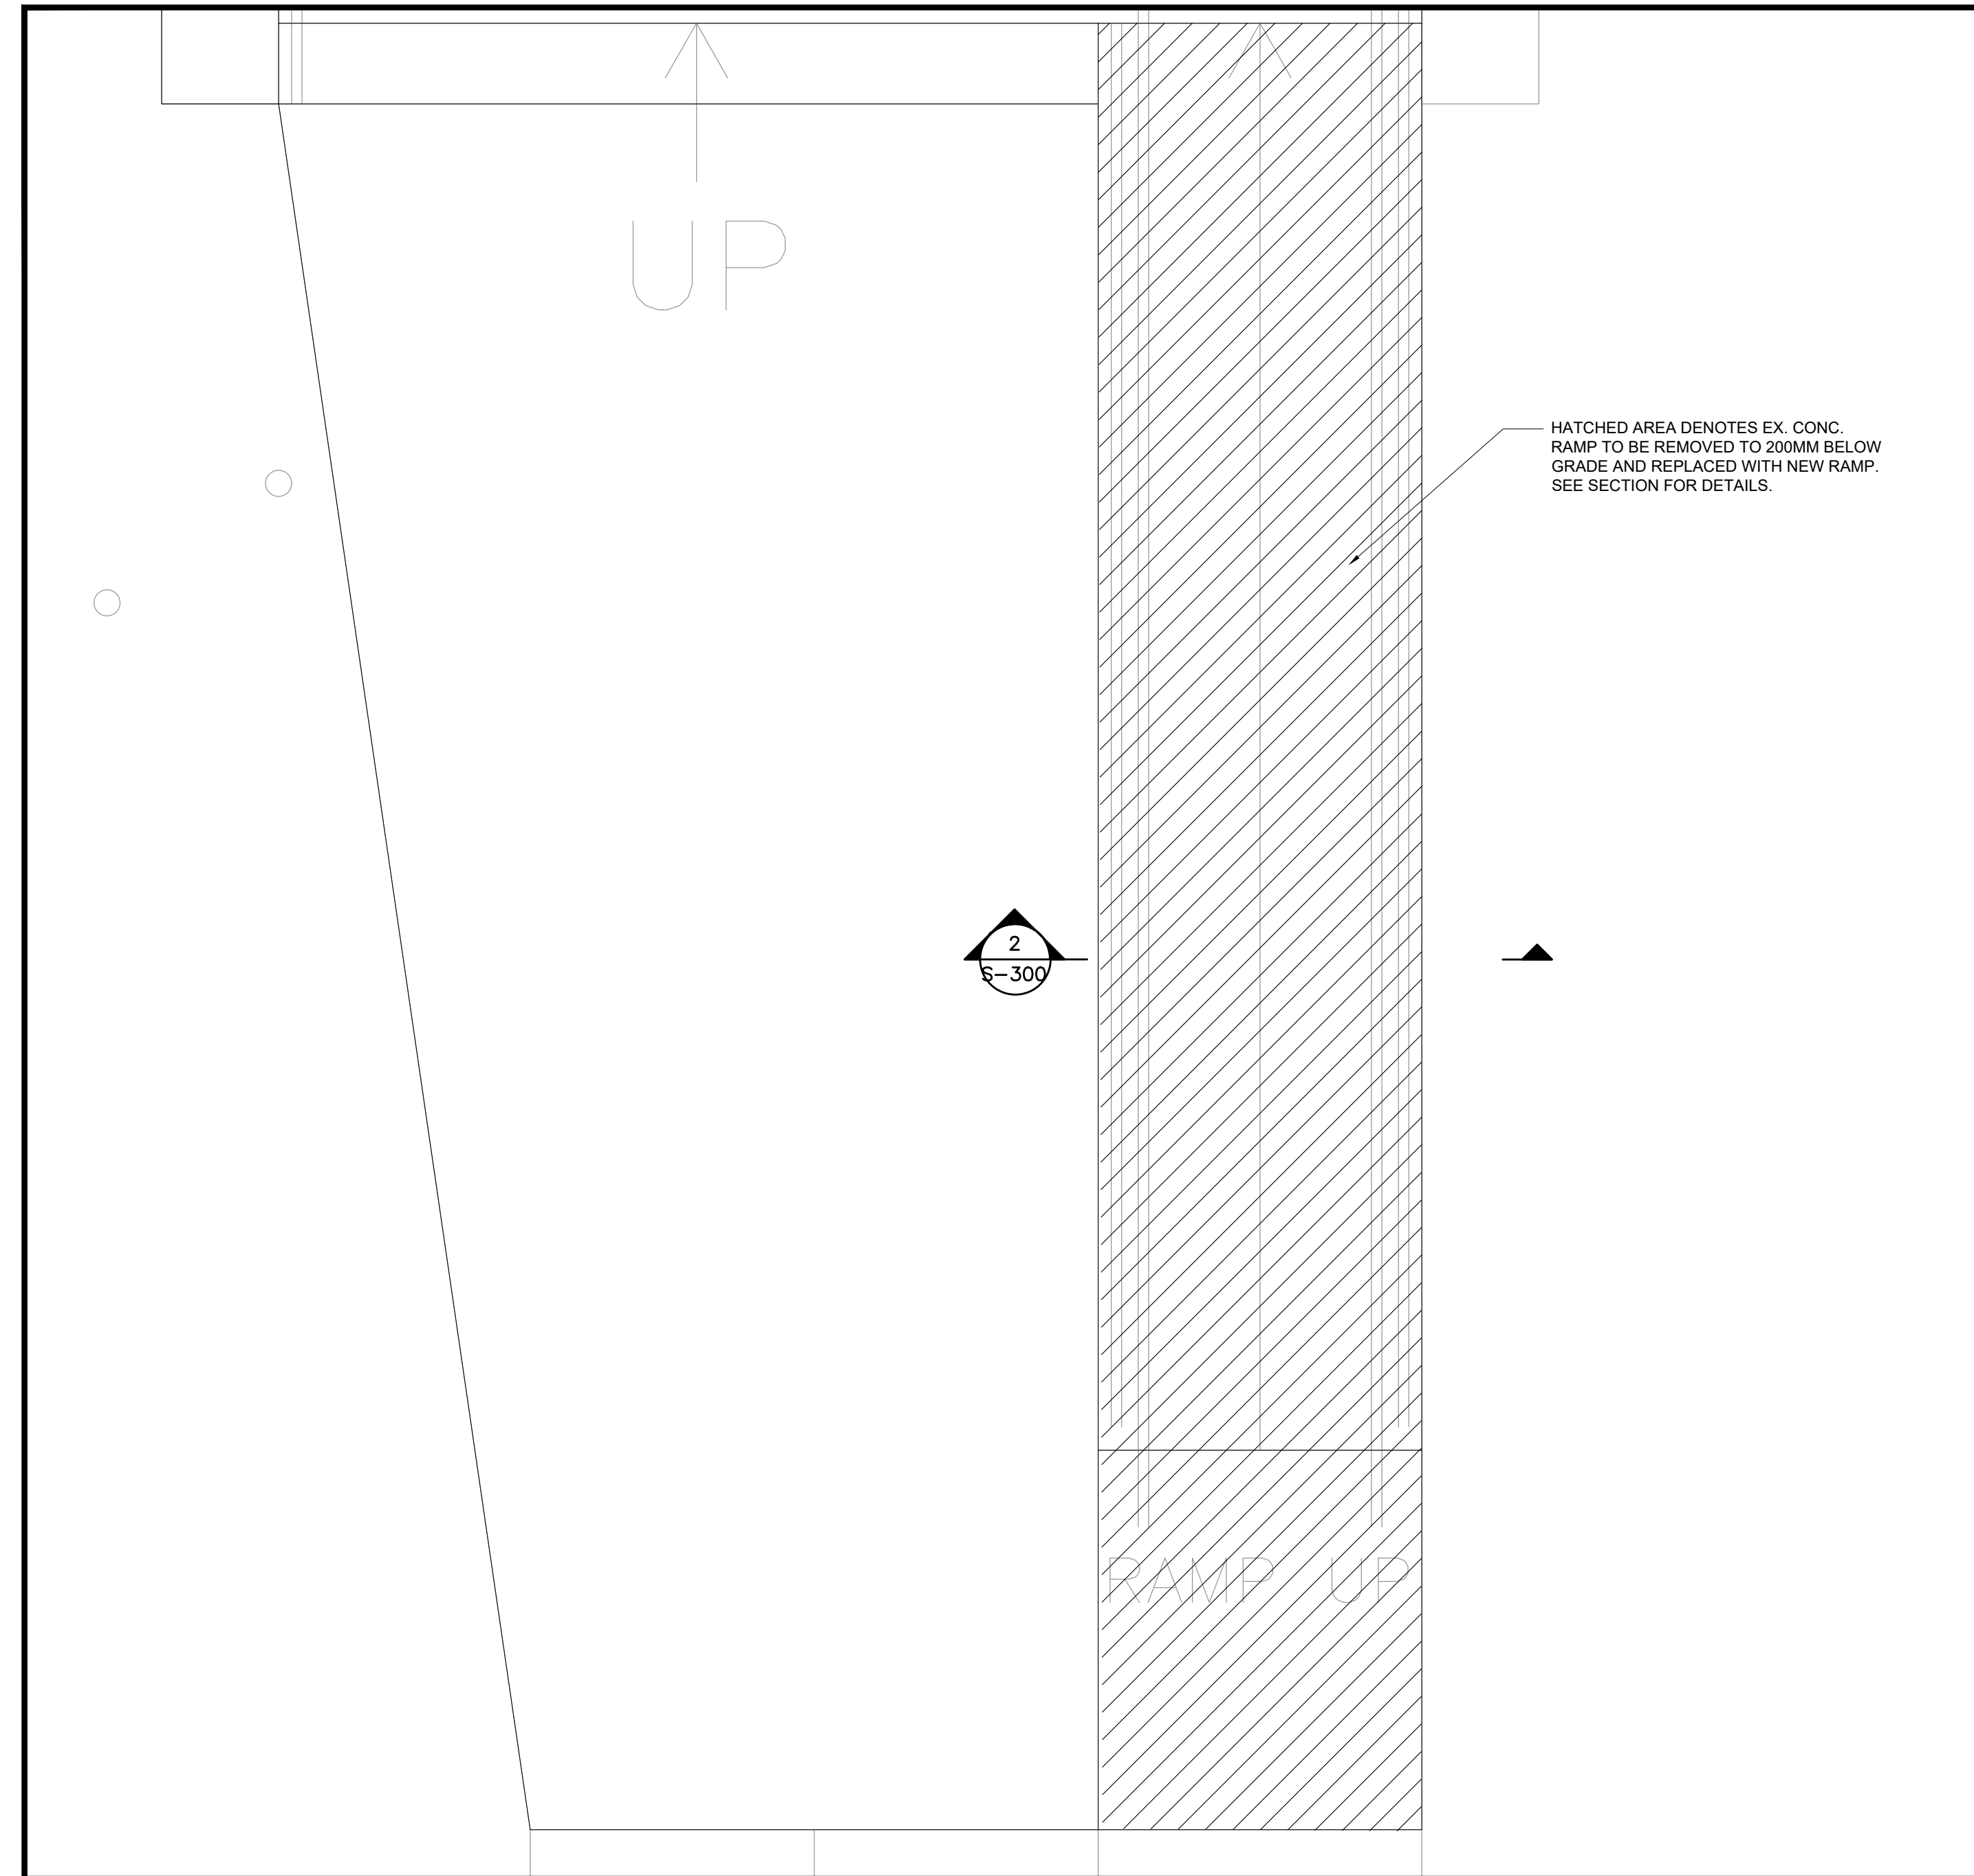 UP
HATCHED AREA DENOTES EX. CONC.
RAMP TO BE REMOVED TO 200MM BELOW
GRADE AND REPLACED WITH NEW RAMP.
SEE SECTION FOR DETAILS.
2
S-300
RAMP UP